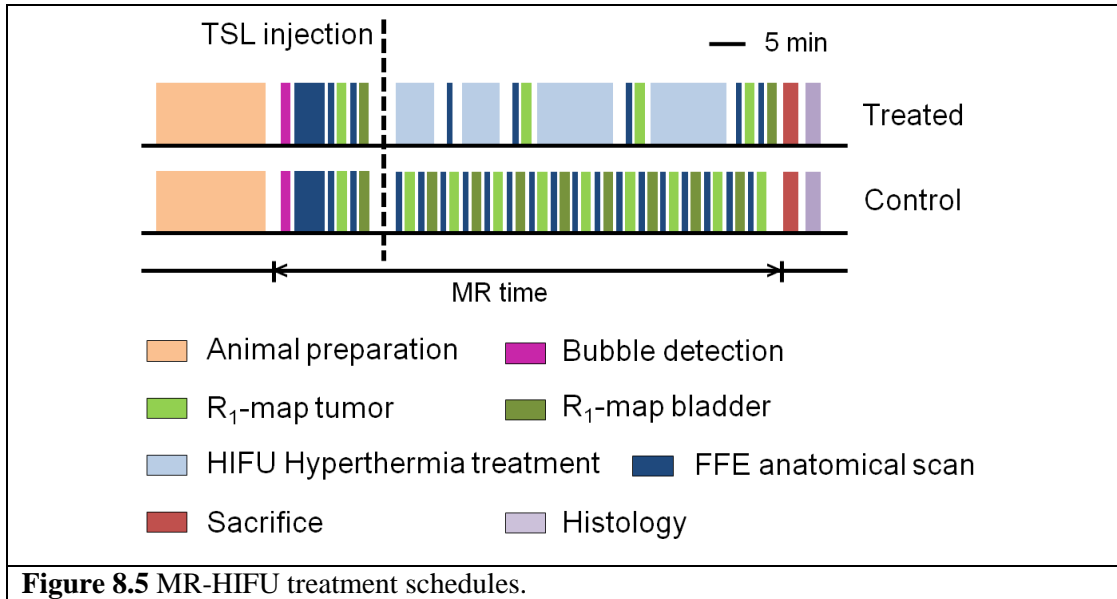 TSL injection
5 min
Treated
Control
MR time
Animal preparation
Bubble detection
R₁-map tumor
R₁-map bladder
HIFU Hyperthermia treatment
FFE anatomical scan
Sacrifice
Histology
Figure 8.5 MR-HIFU treatment schedules.